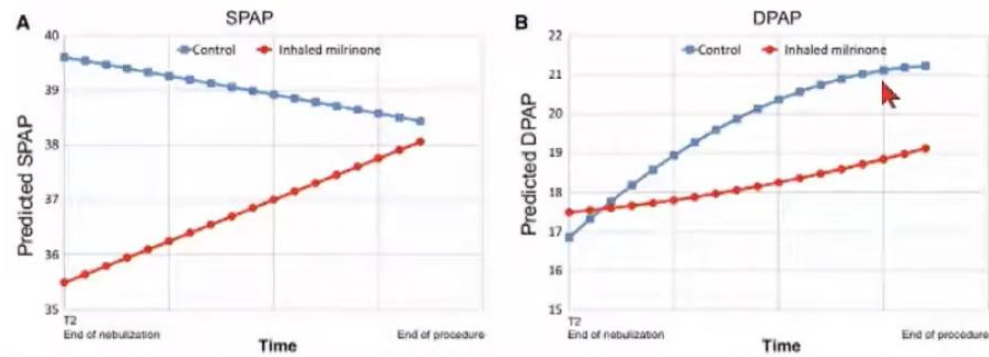 A
SPAP
Control
Inhaled milrinone
40
39
38
37
36
35
Predicted SPAP
T2
End of nebulization
End of procedure
Time
B
DPAP
Control
Inhaled milrinone
22
21
20
19
18
17
16
15
Predicted DPAP
T2
End of nebulization
End of procedure
Time